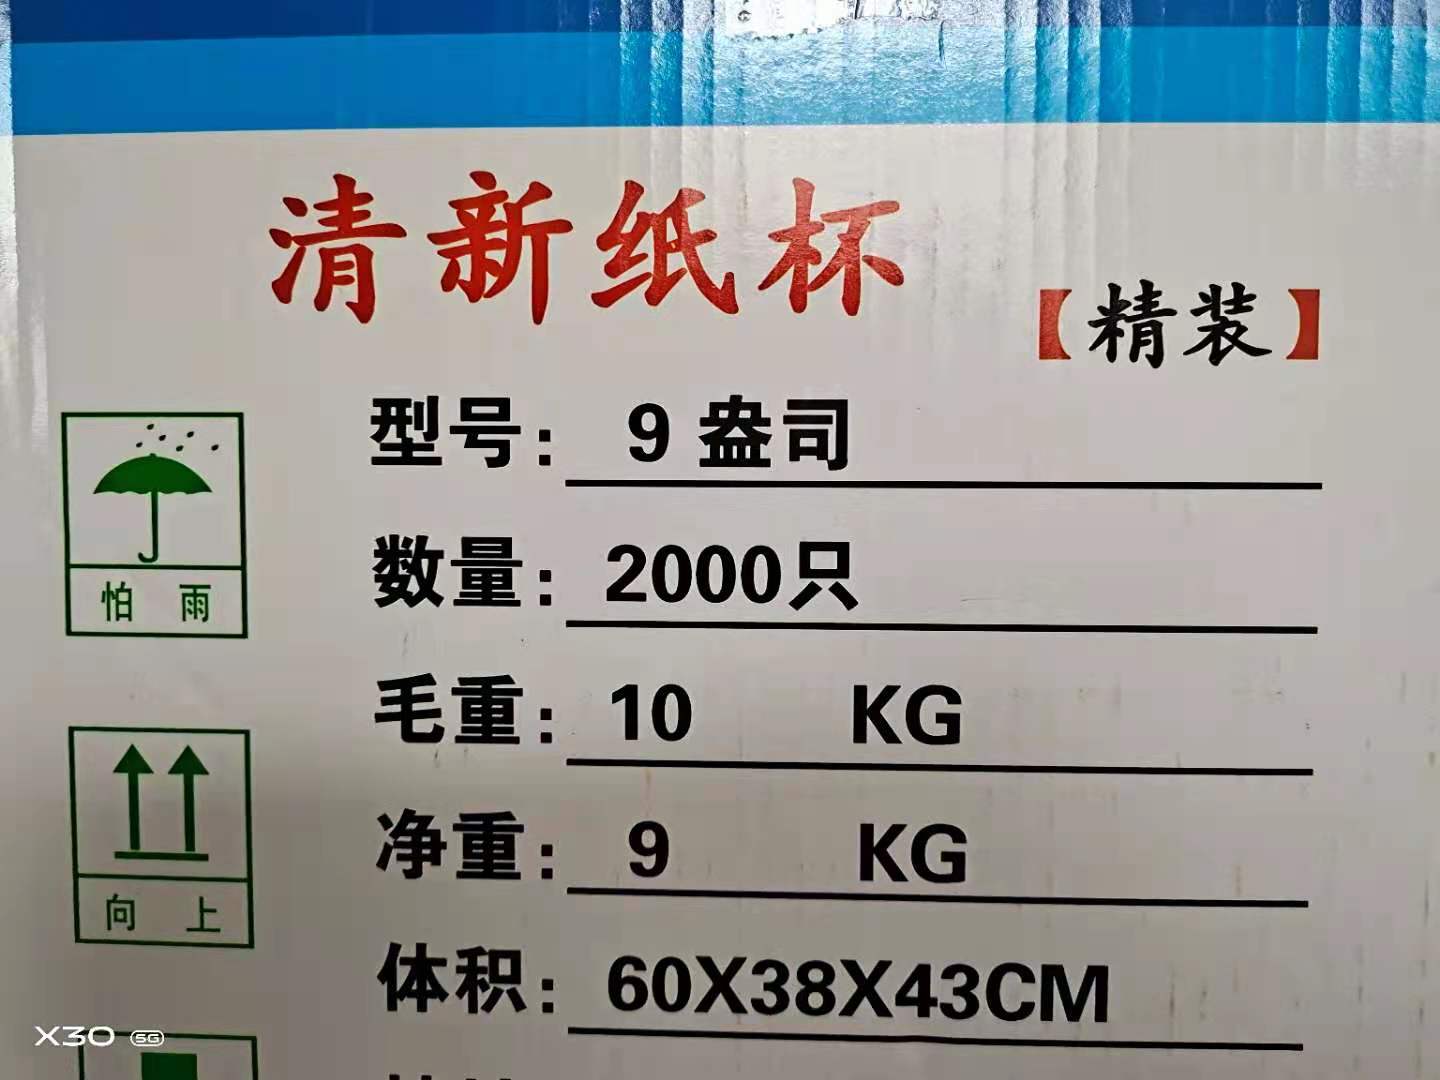 清新纸杯
【精装】
型号： 9 盎司
数量：2000只
毛重：10 KG
净重： 9 KG
体积：60X38X43CM
怕 雨
向 上
X30 5G